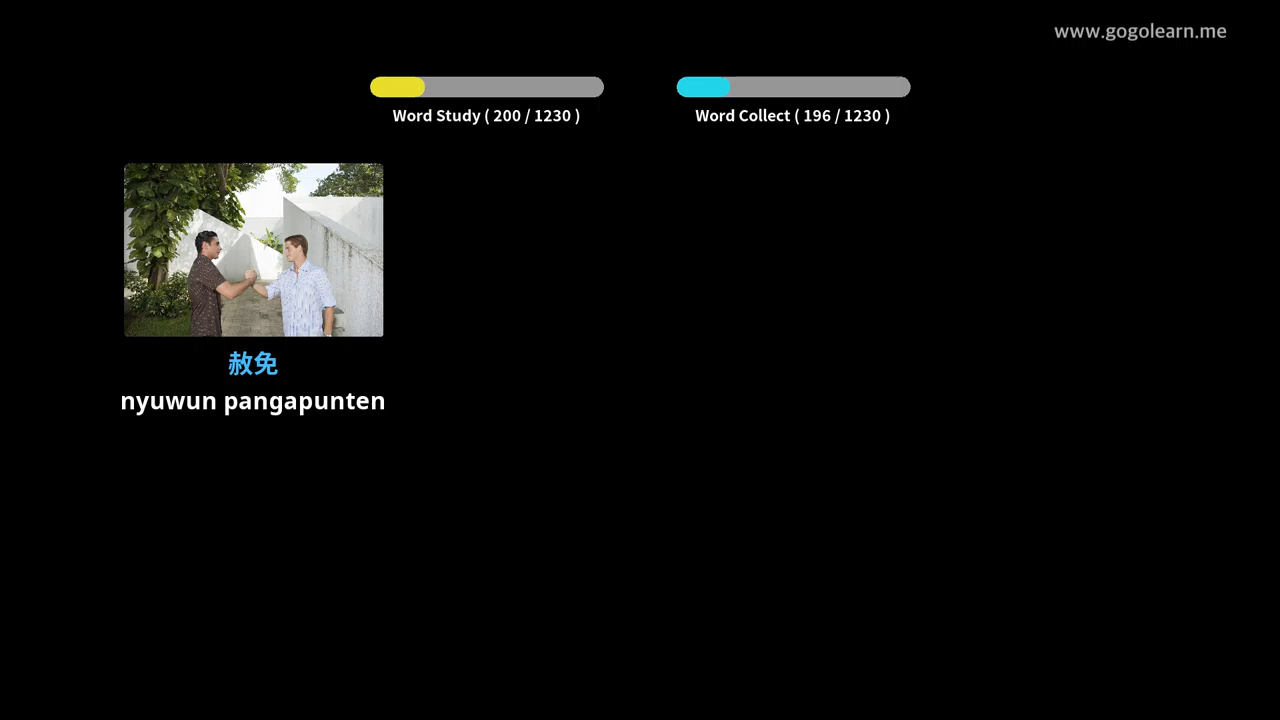 www.gogolearn.me
Word Study ( 200 / 1230 )
Word Collect ( 196 / 1230 )
赦免
nyuwun pangapunten